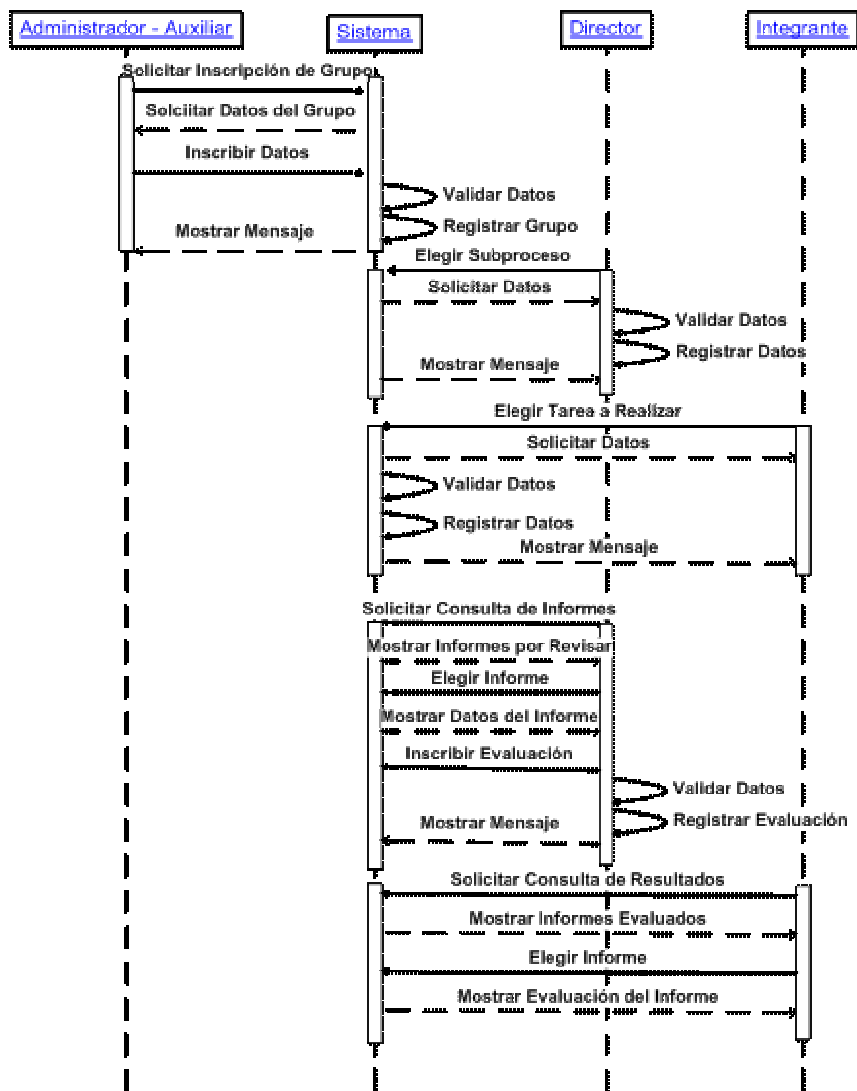 Administrador - Auxiliar
Sistema
Director
Integrante
Solicitar Inscripción de Grupo
Solciitar Datos del Grupo
Inscribir Datos
Validar Datos
Registrar Grupo
Mostrar Mensaje
Elegir Subproceso
Solicitar Datos
Validar Datos
Registrar Datos
Mostrar Mensaje
Elegir Tarea a Realizar
Solicitar Datos
Validar Datos
Registrar Datos
Mostrar Mensaje
Solicitar Consulta de Informes
Mostrar Informes por Revisar
Elegir Informe
Mostrar Datos del Informe
Inscribir Evaluación
Validar Datos
Registrar Evaluación
Mostrar Mensaje
Solicitar Consulta de Resultados
Mostrar Informes Evaluados
Elegir Informe
Mostrar Evaluación del Informe